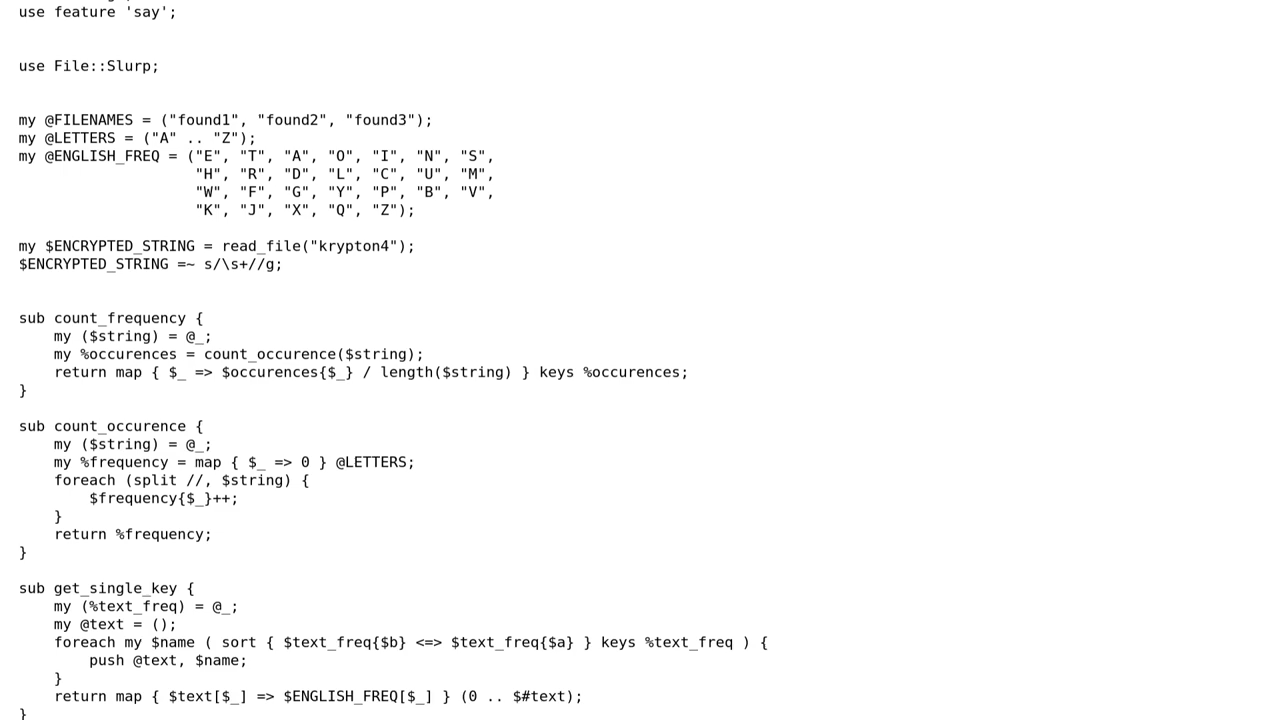 use feature 'say';
use File::Slurp;
my @FILENAMES = ("found1", "found2", "found3");
my @LETTERS = ("A" .. "Z");
my @ENGLISH_FREQ = ("E", "T", "A", "O", "I", "N", "S",
                    "H", "R", "D", "L", "C", "U", "M",
                    "W", "F", "G", "Y", "P", "B", "V",
                    "K", "J", "X", "Q", "Z");
my $ENCRYPTED_STRING = read_file("krypton4");
$ENCRYPTED_STRING =~ s/\s+//g;
sub count_frequency {
    my ($string) = @_;
    my %occurences = count_occurence($string);
    return map { $_ => $occurences{$_} / length($string) } keys %occurences;
}
sub count_occurence {
    my ($string) = @_;
    my %frequency = map { $_ => 0 } @LETTERS;
    foreach (split //, $string) {
        $frequency{$_}++;
    }
    return %frequency;
}
sub get_single_key {
    my (%text_freq) = @_;
    my @text = ();
    foreach my $name ( sort { $text_freq{$b} <=> $text_freq{$a} } keys %text_freq ) {
        push @text, $name;
    }
    return map { $text[$_] => $ENGLISH_FREQ[$_] } (0 .. $#text);
}